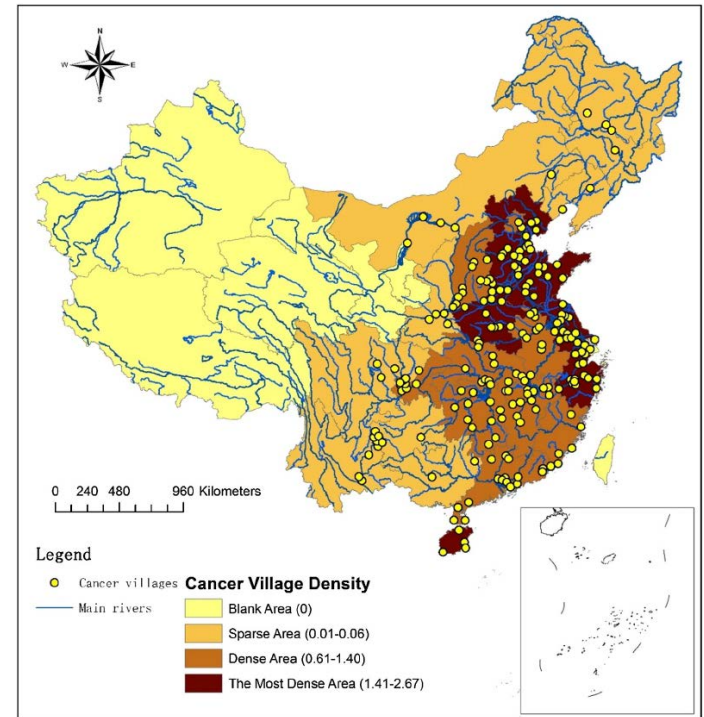 N
W E
S
0 240 480 960 Kilometers
Legend
Cancer villages
Main rivers
Cancer Village Density
Blank Area (0)
Sparse Area (0.01-0.06)
Dense Area (0.61-1.40)
The Most Dense Area (1.41-2.67)